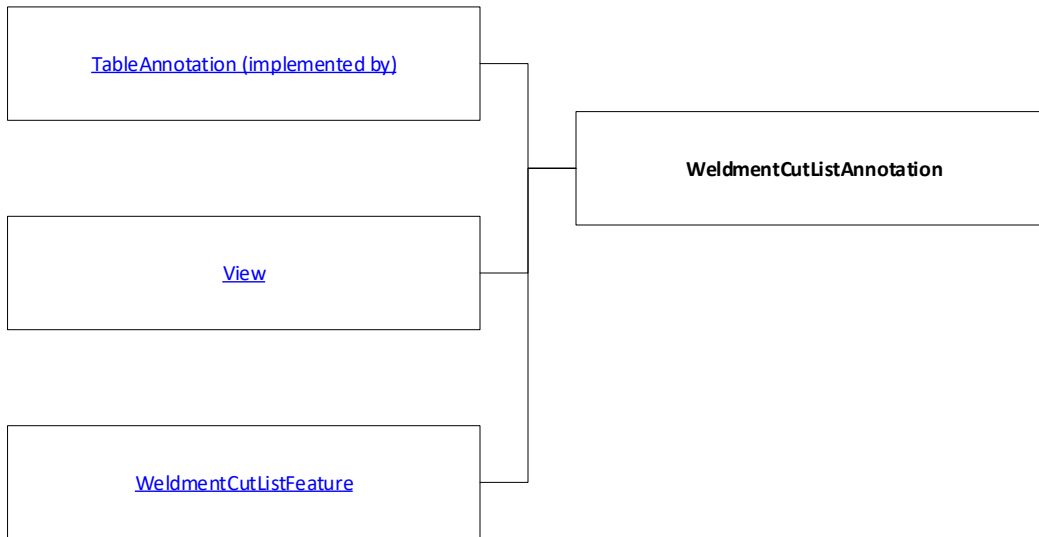 TableAnnotation (implemented by)
WeldmentCutListAnnotation
View
WeldmentCutListFeature